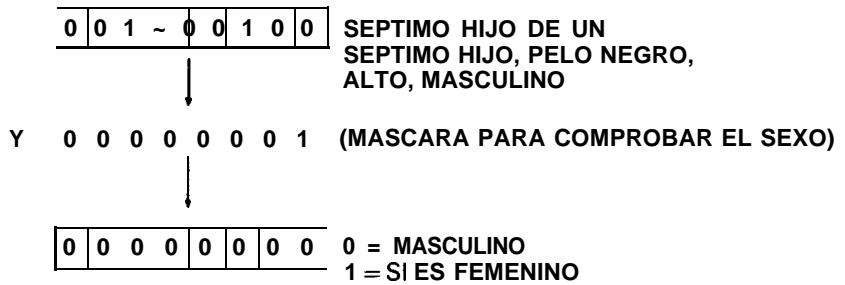 0 0 1 ~ 0 0 1 0 0 SEPTIMO HIJO DE UN
SEPTIMO HIJO, PELO NEGRO,
ALTO, MASCULINO
Y 0 0 0 0 0 0 0 1 (MASCARA PARA COMPROBAR EL SEXO)
0 0 0 0 0 0 0 0 0 = MASCULINO
1 = SI ES FEMENINO